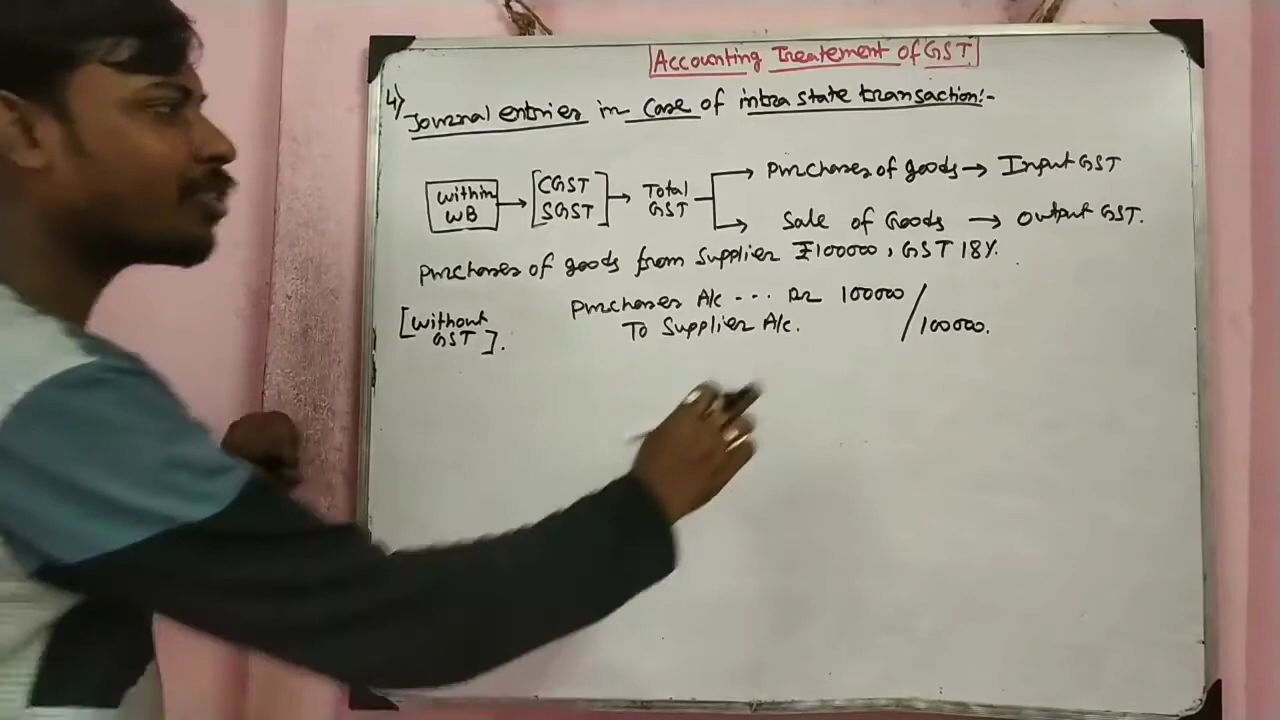 Accounting Treatement of GST
4) Journal entries in case of intra state transaction:-
within WB → [CGST SGST] → Total GST
Purchases of goods → Input GST
Sale of Goods → Output GST.
Purchases of goods from supplier ₹100000, GST 18%.
[without GST].
Purchases A/c --- Dr 100000 /
To Supplier A/c. / 100000.